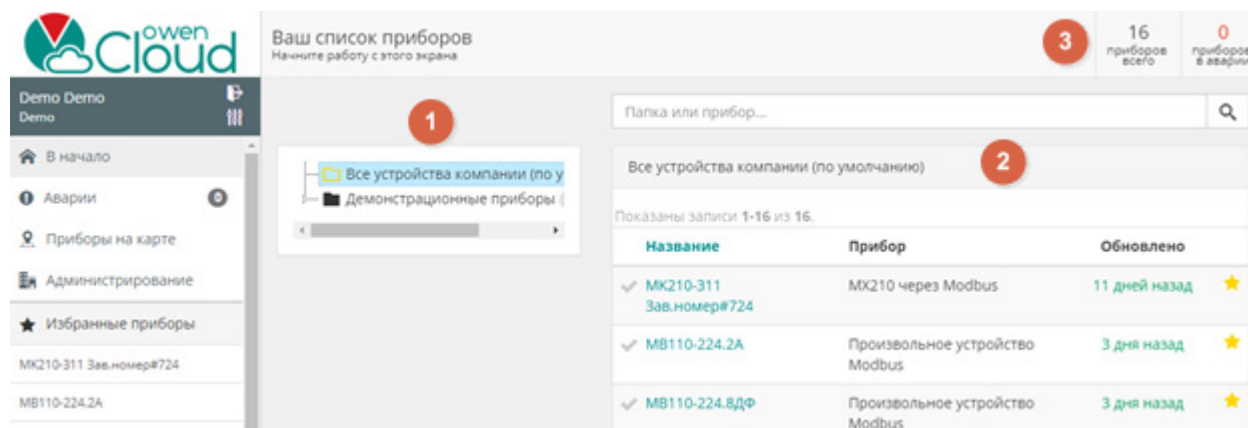 owen
Cloud
Ваш список приборов
Начните работу с этого экрана
3
16
приборов
всего
0
приборов
в аварии
Demo Demo
Demo
1
Папка или прибор...
В начало
Все устройства компании (по у
Все устройства компании (по умолчанию)
2
Аварии 0
Демонстрационные приборы (
Показаны записи 1-16 из 16.
Приборы на карте
Название Прибор Обновлено
Администрирование
МК210-311
Зав.номер#724
МХ210 через Modbus
11 дней назад
Избранные приборы
МК210-311 Зав.номер#724
МВ110-224.2А
Произвольное устройство
Modbus
3 дня назад
МВ110-224.2А
МВ110-224.8ДФ
Произвольное устройство
Modbus
3 дня назад